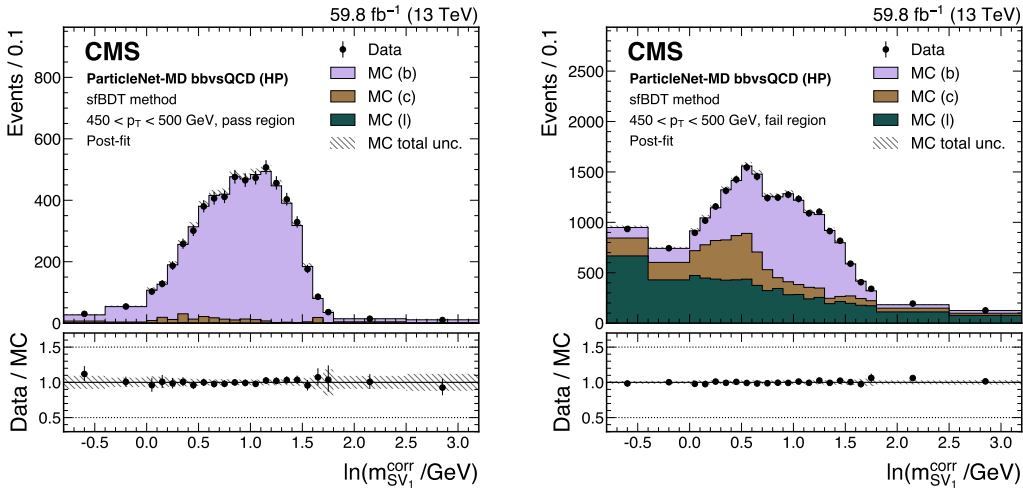 59.8 fb⁻¹ (13 TeV)
CMS
ParticleNet-MD bbvsQCD (HP)
sfBDT method
450 < pT < 500 GeV, pass region
Post-fit
Data
MC (b)
MC (c)
MC (l)
MC total unc.
Events / 0.1
800
600
400
200
0
Data / MC
1.5
1.0
0.5
-0.5 0.0 0.5 1.0 1.5 2.0 2.5 3.0
ln(m^corr_SV₁ /GeV)
59.8 fb⁻¹ (13 TeV)
CMS
ParticleNet-MD bbvsQCD (HP)
sfBDT method
450 < pT < 500 GeV, fail region
Post-fit
Data
MC (b)
MC (c)
MC (l)
MC total unc.
Events / 0.1
2500
2000
1500
1000
500
0
Data / MC
1.5
1.0
0.5
-0.5 0.0 0.5 1.0 1.5 2.0 2.5 3.0
ln(m^corr_SV₁ /GeV)